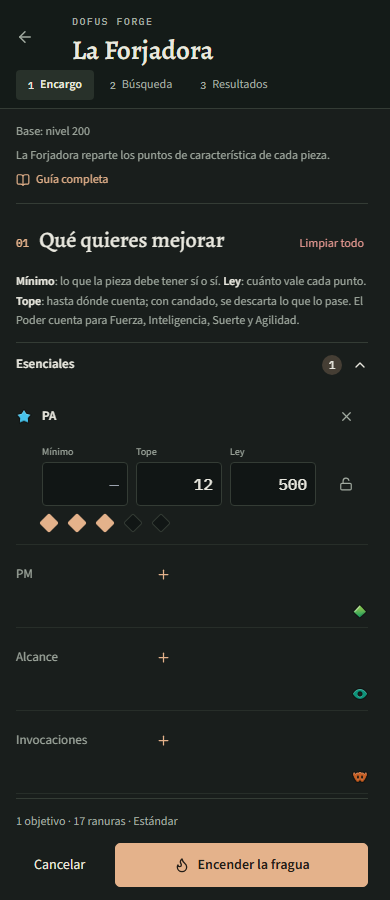 DOFUS FORGE
La Forjadora
1 Encargo 2 Búsqueda 3 Resultados
Base: nivel 200
La Forjadora reparte los puntos de característica de cada pieza.
Guía completa
01 Qué quieres mejorar Limpiar todo
Mínimo: lo que la pieza debe tener sí o sí. Ley: cuánto vale cada punto.
Tope: hasta dónde cuenta; con candado, se descarta lo que lo pase. El
Poder cuenta para Fuerza, Inteligencia, Suerte y Agilidad.
Esenciales 1
PA
Mínimo Tope Ley
— 12 500
PM
Alcance
Invocaciones
1 objetivo · 17 ranuras · Estándar
Cancelar Encender la fragua